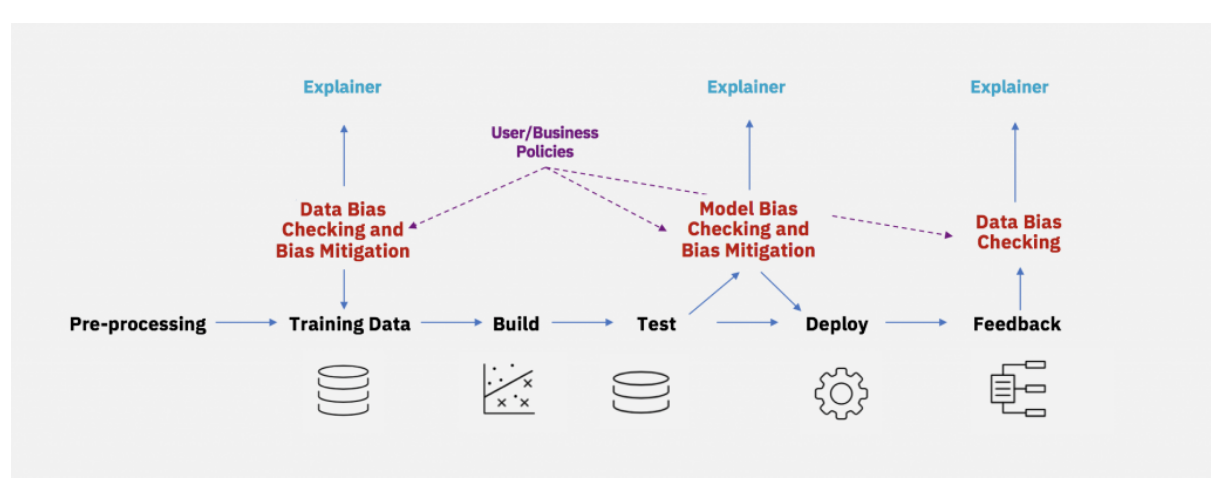 Explainer
Explainer
Explainer
User/Business
Policies
Data Bias
Checking and
Bias Mitigation
Model Bias
Checking and
Bias Mitigation
Data Bias
Checking
Pre-processing
Training Data
Build
Test
Deploy
Feedback